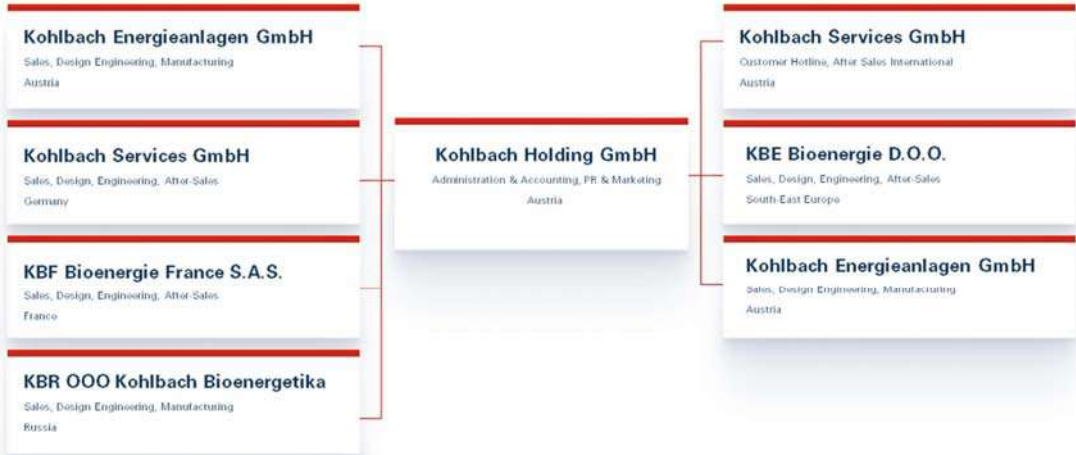 Kohlbach Energieanlagen GmbH
Sales, Design Engineering, Manufacturing
Austria
Kohlbach Services GmbH
Sales, Design, Engineering, After-Sales
Germany
KBF Bioenergie France S.A.S.
Sales, Design, Engineering, After-Sales
France
KBR OOO Kohlbach Bioenergetika
Sales, Design Engineering, Manufacturing
Russia
Kohlbach Holding GmbH
Administration & Accounting, PR & Marketing
Austria
Kohlbach Services GmbH
Customer Hotline, After Sales International
Austria
KBE Bioenergie D.O.O.
Sales, Design, Engineering, After-Sales
South-East Europe
Kohlbach Energieanlagen GmbH
Sales, Design Engineering, Manufacturing
Austria